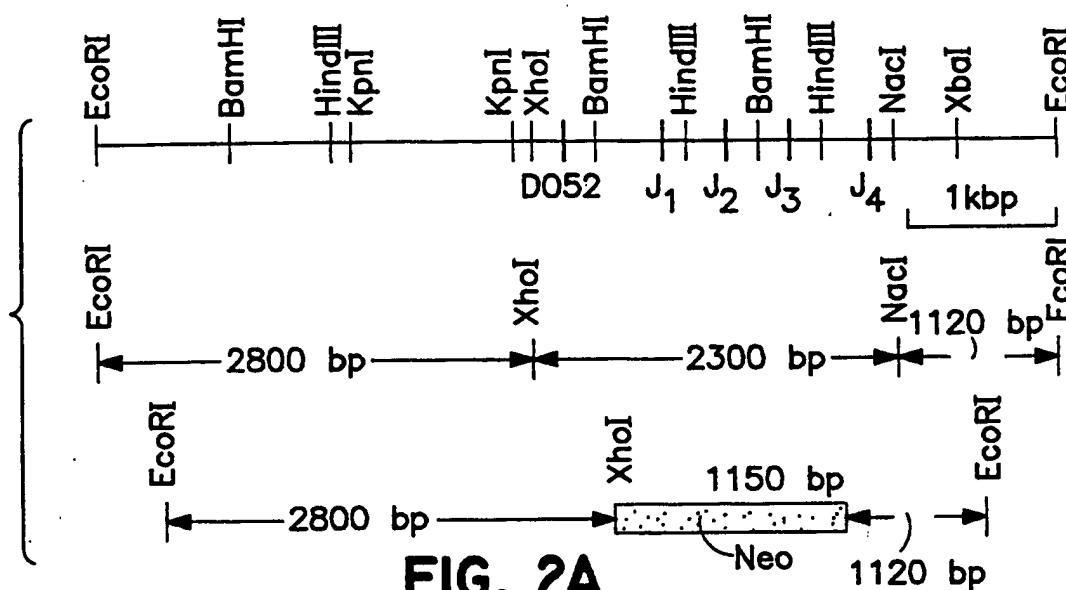 EcoRI BamHI HindIII KpnI KpnI XhoI BamHI HindIII BamHI HindIII NacI XbaI EcoRI
D052 J1 J2 J3 J4 1kbp
EcoRI XhoI NacI EcoRI
2800 bp 2300 bp 1120 bp
EcoRI XhoI EcoRI
2800 bp 1150 bp
Neo 1120 bp
FIG. 2A